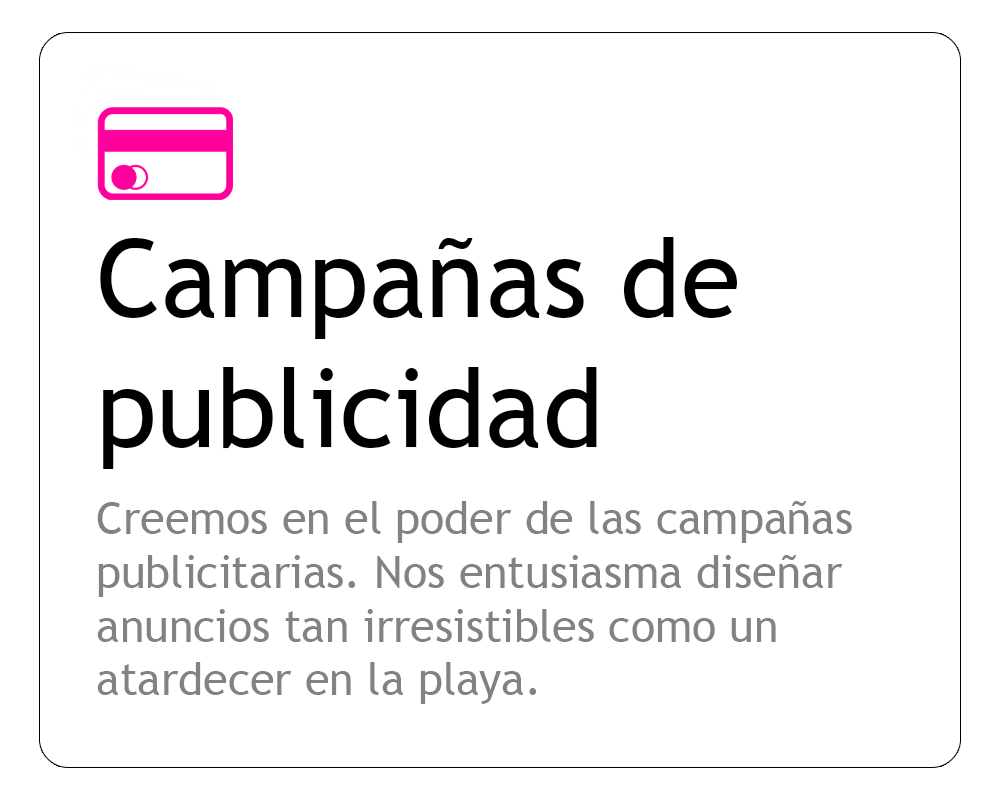 Campañas de
publicidad
Creemos en el poder de las campañas
publicitarias. Nos entusiasma diseñar
anuncios tan irresistibles como un
atardecer en la playa.